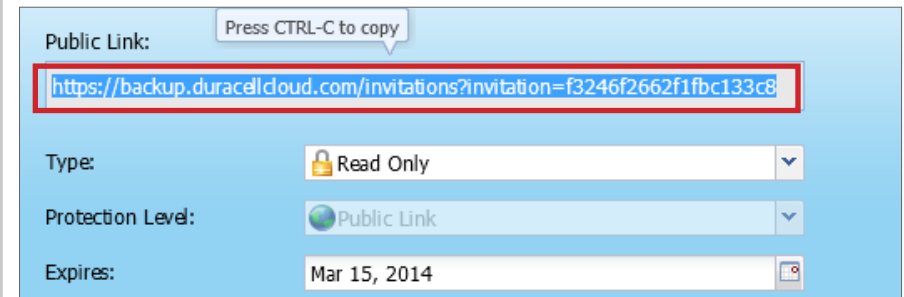 Press CTRL-C to copy
Public Link:
https://backup.duracellcloud.com/invitations?invitation=f3246f2662f1fbc133c8
Type:
Read Only
Protection Level:
Public Link
Expires:
Mar 15, 2014